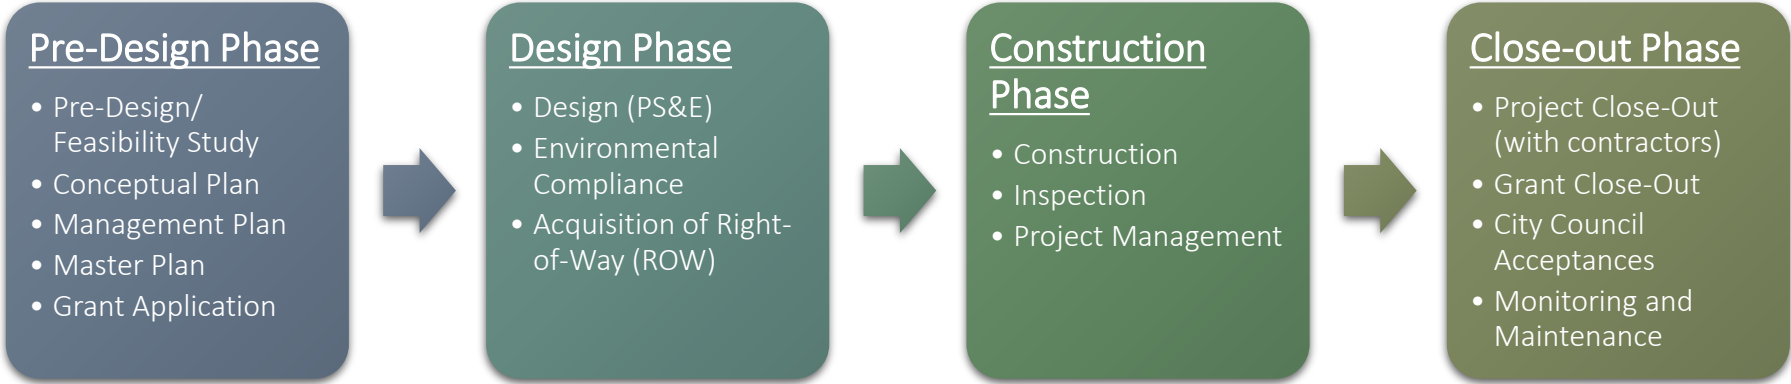 Pre-Design Phase
• Pre-Design/
Feasibility Study
• Conceptual Plan
• Management Plan
• Master Plan
• Grant Application
Design Phase
• Design (PS&E)
• Environmental
Compliance
• Acquisition of Right-
of-Way (ROW)
Construction
Phase
• Construction
• Inspection
• Project Management
Close-out Phase
• Project Close-Out
(with contractors)
• Grant Close-Out
• City Council
Acceptances
• Monitoring and
Maintenance